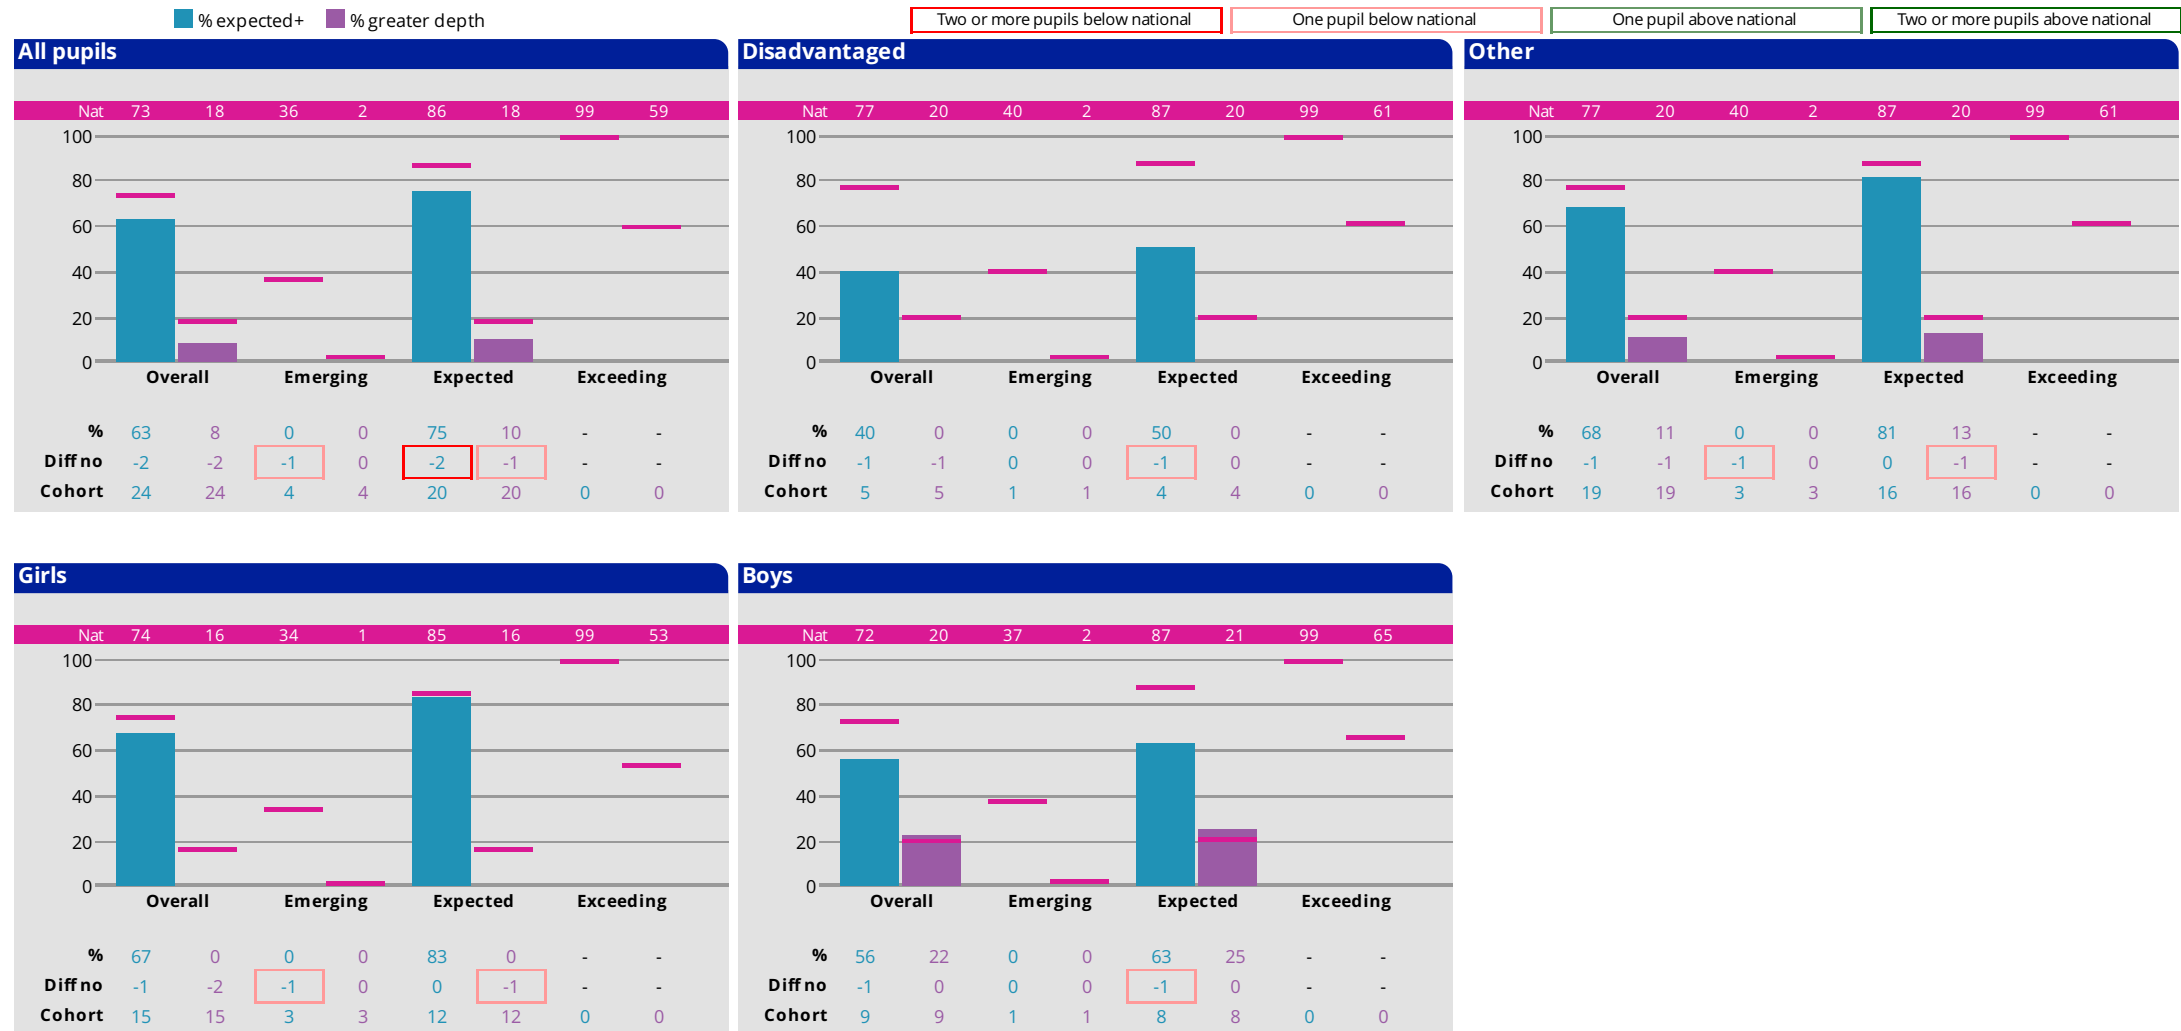 % expected+ % greater depth Two or more pupils below national One pupil below national One pupil above national Two or more pupils above national
All pupils
Nat 73 18 36 2 86 18 99 59
100
80
60
40
20
0
Overall Emerging Expected Exceeding
% 63 8 0 0 75 10 - -
Diff no -2 -2 -1 0 -2 -1 - -
Cohort 24 24 4 4 20 20 0 0
Disadvantaged
Nat 77 20 40 2 87 20 99 61
100
80
60
40
20
0
Overall Emerging Expected Exceeding
% 40 0 0 0 50 0 - -
Diff no -1 -1 0 0 -1 0 - -
Cohort 5 5 1 1 4 4 0 0
Other
Nat 77 20 40 2 87 20 99 61
100
80
60
40
20
0
Overall Emerging Expected Exceeding
% 68 11 0 0 81 13 - -
Diff no -1 -1 -1 0 0 -1 - -
Cohort 19 19 3 3 16 16 0 0
Girls
Nat 74 16 34 1 85 16 99 53
100
80
60
40
20
0
Overall Emerging Expected Exceeding
% 67 0 0 0 83 0 - -
Diff no -1 -2 -1 0 0 -1 - -
Cohort 15 15 3 3 12 12 0 0
Boys
Nat 72 20 37 2 87 21 99 65
100
80
60
40
20
0
Overall Emerging Expected Exceeding
% 56 22 0 0 63 25 - -
Diff no -1 0 0 0 -1 0 - -
Cohort 9 9 1 1 8 8 0 0